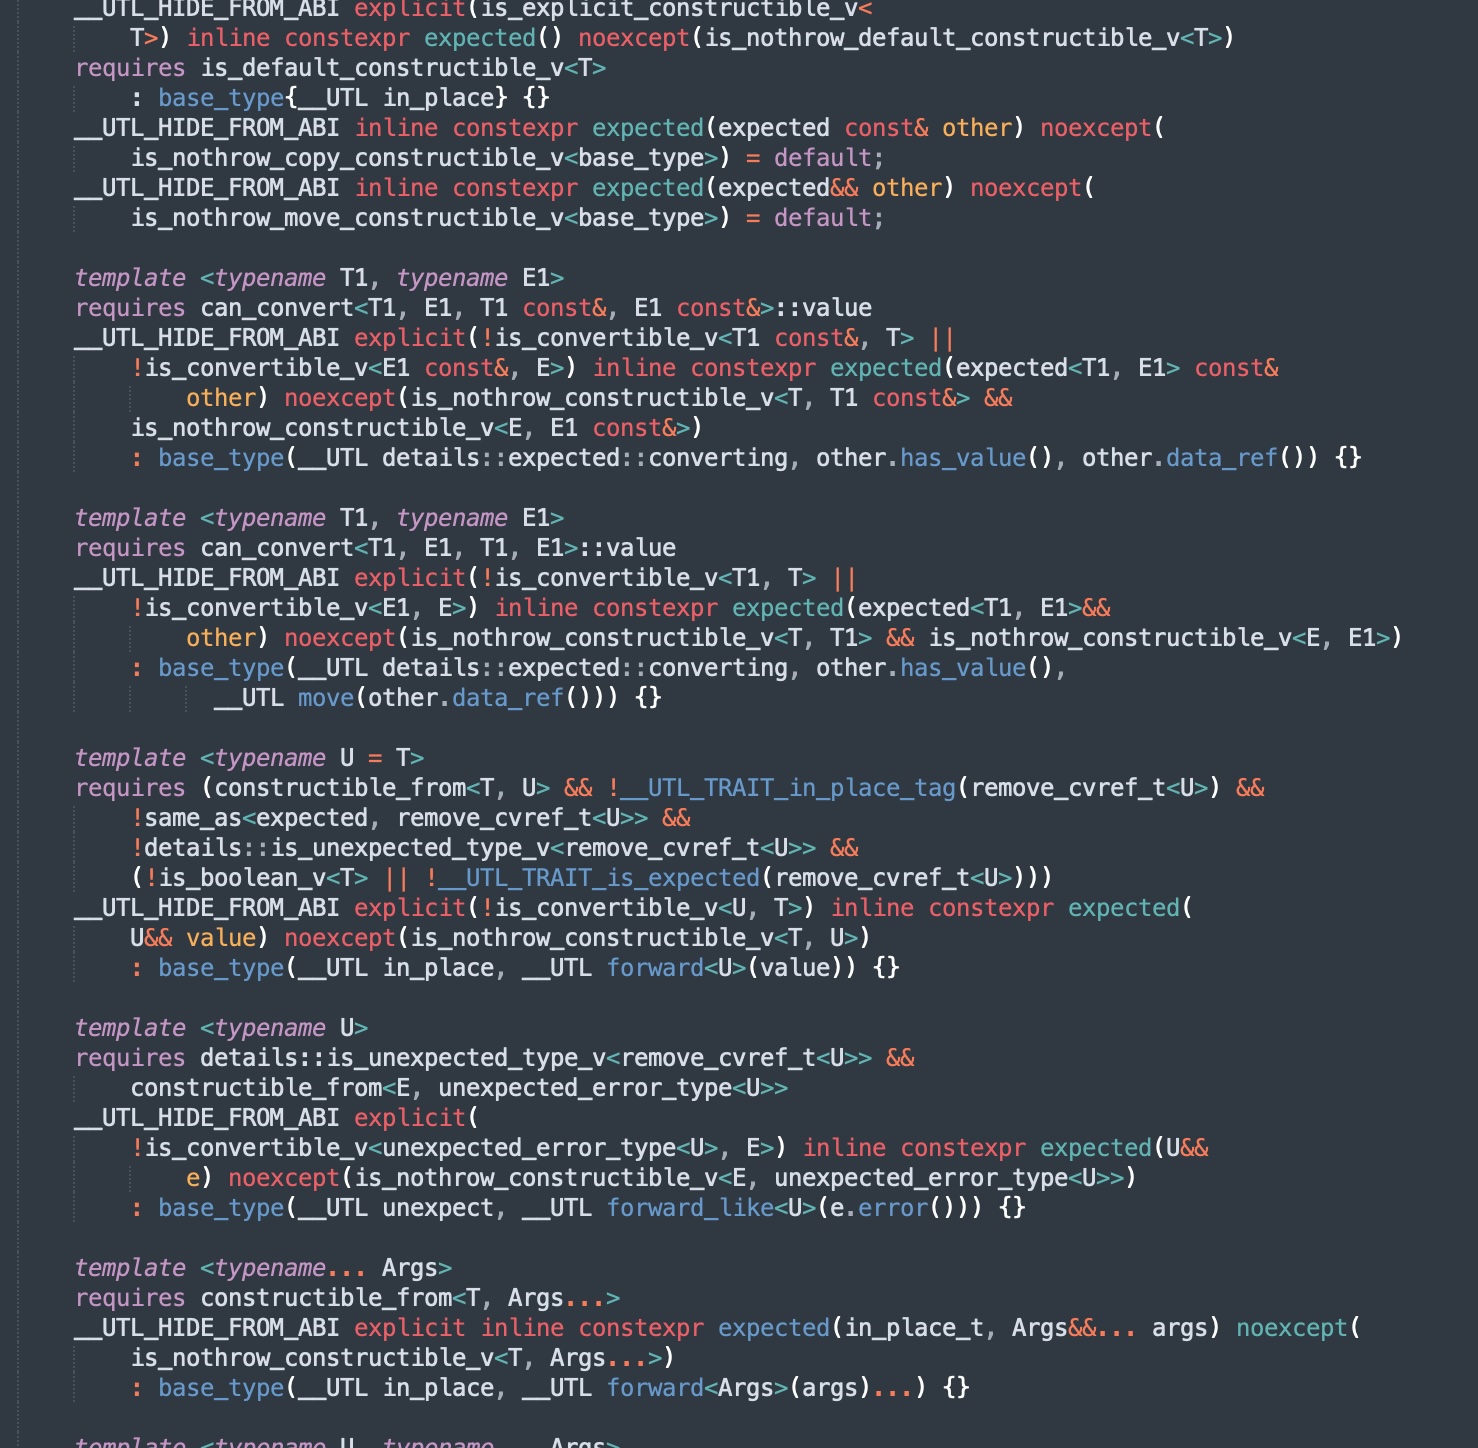 __UTL_HIDE_FROM_ABI explicit(is_explicit_constructible_v<
T>) inline constexpr expected() noexcept(is_nothrow_default_constructible_v<T>)
requires is_default_constructible_v<T>
: base_type{__UTL in_place} {}
__UTL_HIDE_FROM_ABI inline constexpr expected(expected const& other) noexcept(
is_nothrow_copy_constructible_v<base_type>) = default;
__UTL_HIDE_FROM_ABI inline constexpr expected(expected&& other) noexcept(
is_nothrow_move_constructible_v<base_type>) = default;
template <typename T1, typename E1>
requires can_convert<T1, E1, T1 const&, E1 const&>::value
__UTL_HIDE_FROM_ABI explicit(!is_convertible_v<T1 const&, T> ||
!is_convertible_v<E1 const&, E>) inline constexpr expected(expected<T1, E1> const&
other) noexcept(is_nothrow_constructible_v<T, T1 const&> &&
is_nothrow_constructible_v<E, E1 const&>)
: base_type(__UTL details::expected::converting, other.has_value(), other.data_ref()) {}
template <typename T1, typename E1>
requires can_convert<T1, E1, T1, E1>::value
__UTL_HIDE_FROM_ABI explicit(!is_convertible_v<T1, T> ||
!is_convertible_v<E1, E>) inline constexpr expected(expected<T1, E1>&&
other) noexcept(is_nothrow_constructible_v<T, T1> && is_nothrow_constructible_v<E, E1>)
: base_type(__UTL details::expected::converting, other.has_value(),
__UTL move(other.data_ref())) {}
template <typename U = T>
requires (constructible_from<T, U> && !__UTL_TRAIT_in_place_tag(remove_cvref_t<U>) &&
!same_as<expected, remove_cvref_t<U>> &&
!details::is_unexpected_type_v<remove_cvref_t<U>> &&
(!is_boolean_v<T> || !__UTL_TRAIT_is_expected(remove_cvref_t<U>)))
__UTL_HIDE_FROM_ABI explicit(!is_convertible_v<U, T>) inline constexpr expected(
U&& value) noexcept(is_nothrow_constructible_v<T, U>)
: base_type(__UTL in_place, __UTL forward<U>(value)) {}
template <typename U>
requires details::is_unexpected_type_v<remove_cvref_t<U>> &&
constructible_from<E, unexpected_error_type<U>>
__UTL_HIDE_FROM_ABI explicit(
!is_convertible_v<unexpected_error_type<U>, E>) inline constexpr expected(U&&
e) noexcept(is_nothrow_constructible_v<E, unexpected_error_type<U>>)
: base_type(__UTL unexpect, __UTL forward_like<U>(e.error())) {}
template <typename... Args>
requires constructible_from<T, Args...>
__UTL_HIDE_FROM_ABI explicit inline constexpr expected(in_place_t, Args&&... args) noexcept(
is_nothrow_constructible_v<T, Args...>)
: base_type(__UTL in_place, __UTL forward<Args>(args)...) {}
template <typename U, typename... Args>